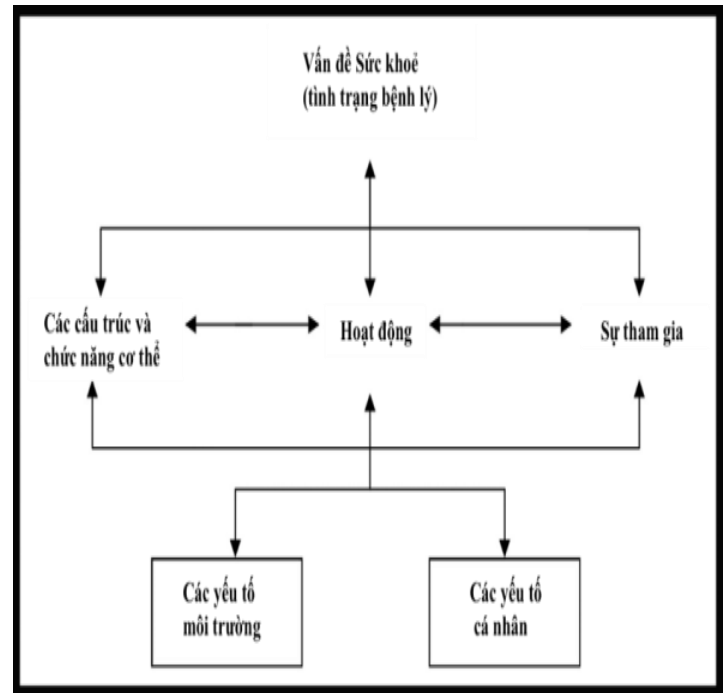 Vấn đề Sức khoẻ
(tình trạng bệnh lý)
Các cấu trúc và
chức năng cơ thể
Hoạt động
Sự tham gia
Các yếu tố
môi trường
Các yếu tố
cá nhân